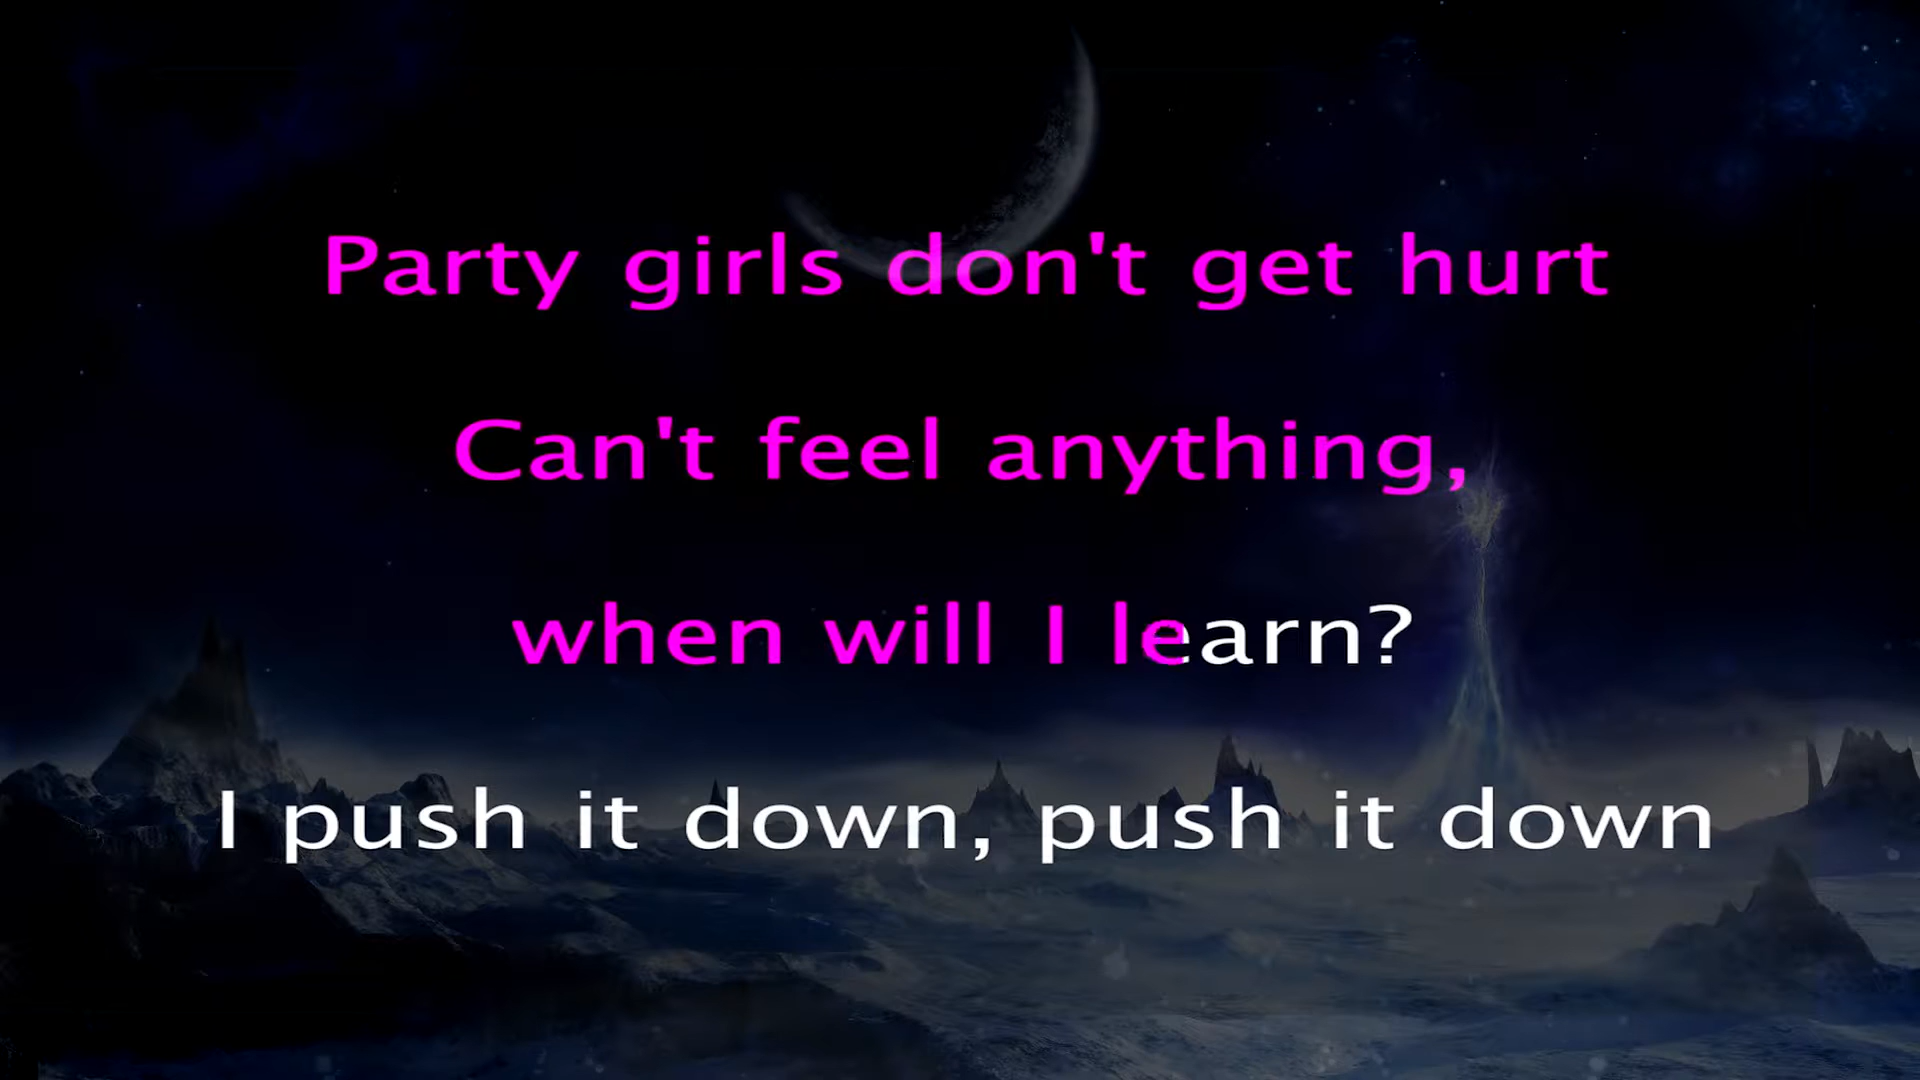 Party girls don't get hurt
Can't feel anything,
when will I learn?
I push it down, push it down